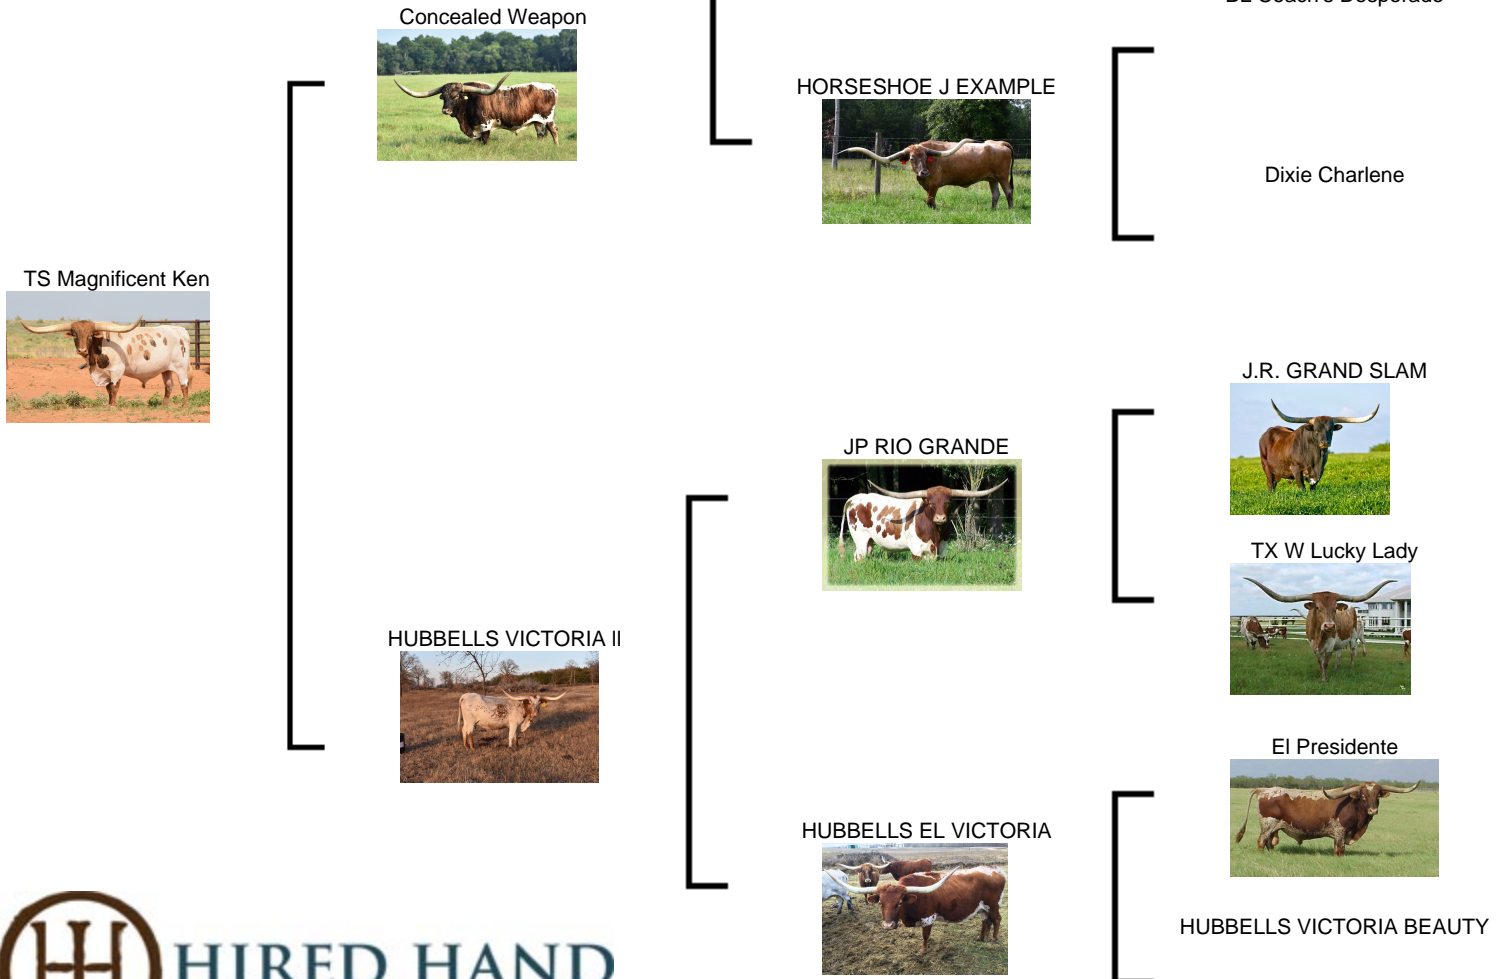 Concealed Weapon
HORSESHOE J EXAMPLE
Dixie Charlene
TS Magnificent Ken
J.R. GRAND SLAM
JP RIO GRANDE
TX W Lucky Lady
HUBBELLS VICTORIA II
El Presidente
HUBBELLS EL VICTORIA
HUBBELLS VICTORIA BEAUTY
HIRED HAND